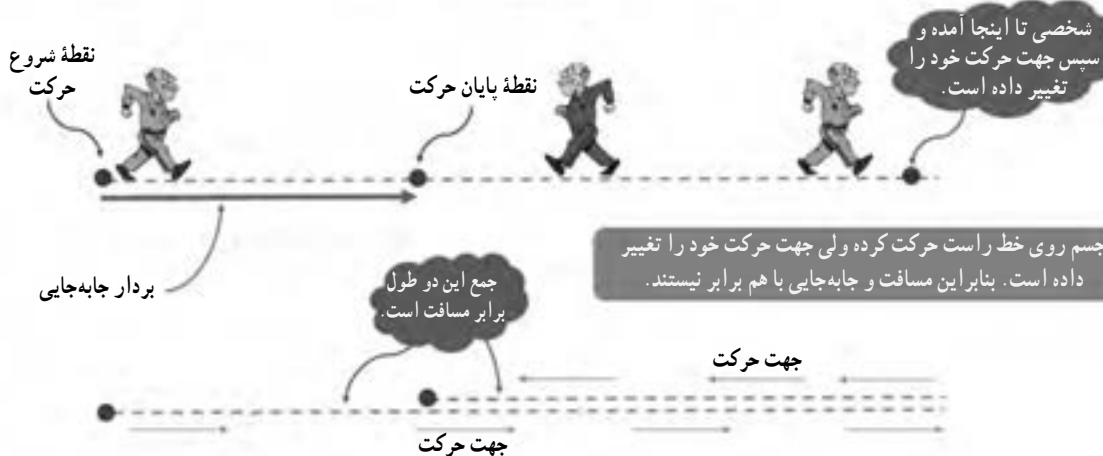 شخصی تا اینجا آمده و
سپس جهت حرکت خود را
تغییر داده است.
نقطهٔ شروع
حرکت
نقطهٔ پایان حرکت
جسم روی خط راست حرکت کرده ولی جهت حرکت خود را تغییر
داده است. بنابراین مسافت و جابه‌جایی با هم برابر نیستند.
بردار جابه‌جایی
جمع این دو طول
برابر مسافت است.
جهت حرکت
جهت حرکت